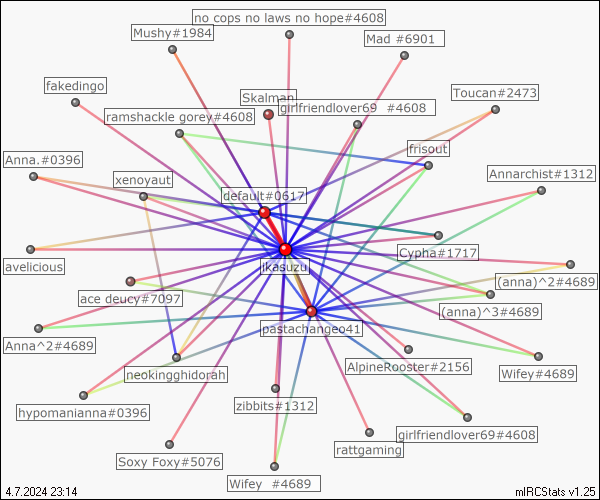 no cops no laws no hope#4608
Mushy#1984
Mad #6901
fakedingo
Toucan#2473
Skalman
girlfriendlover69 #4608
ramshackle gorey#4608
frisout
Anna.#0396
xenoyaut
Annarchist#1312
default#0617
Cypha#1717
avelicious
jkasuzu
(anna)^2#4689
ace deucy#7097
(anna)^3#4689
pastachangeo41
Anna^2#4689
AlpineRooster#2156
neokingghidorah
Wifey#4689
hypomanianna#0396
zibbits#1312
girlfriendlover69#4608
rattgaming
Soxy Foxy#5076
Wifey #4689
4.7.2024 23:14
mIRCStats v1.25